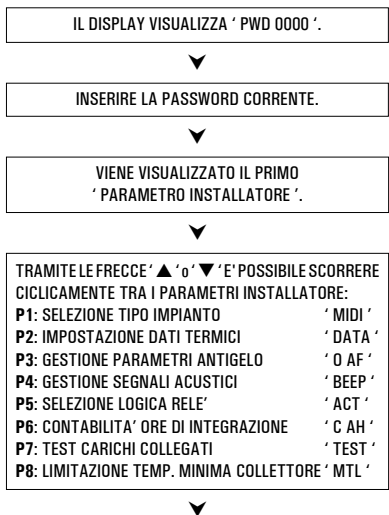 IL DISPLAY VISUALIZZA ‘ PWD 0000 ‘.
INSERIRE LA PASSWORD CORRENTE.
VIENE VISUALIZZATO IL PRIMO
‘ PARAMETRO INSTALLATORE ’.
TRAMITE LE FRECCE ‘ ▲ ‘ o ‘ ▼ ‘ E' POSSIBILE SCORRERE
CICLICAMENTE TRA I PARAMETRI INSTALLATORE:
P1: SELEZIONE TIPO IMPIANTO ‘ MIDI ’
P2: IMPOSTAZIONE DATI TERMICI ‘ DATA ‘
P3: GESTIONE PARAMETRI ANTIGELO ‘ O AF ‘
P4: GESTIONE SEGNALI ACUSTICI ‘ BEEP ‘
P5: SELEZIONE LOGICA RELE’ ‘ ACT ‘
P6: CONTABILITA’ ORE DI INTEGRAZIONE ‘ C AH ‘
P7: TEST CARICHI COLLEGATI ‘ TEST ‘
P8: LIMITAZIONE TEMP. MINIMA COLLETTORE ‘ MTL ‘